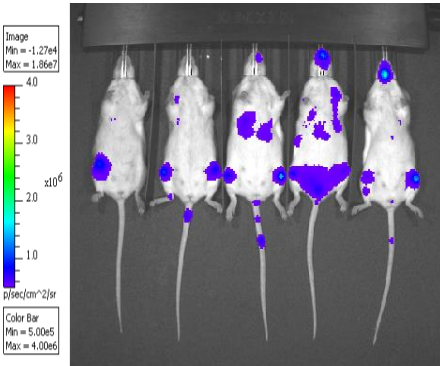 Image
Min = -1.27e4
Max = 1.86e7
4.0
3.0
x10^6
2.0
1.0
p/sec/cm^2/sr
Color Bar
Min = 5.00e5
Max = 4.00e6